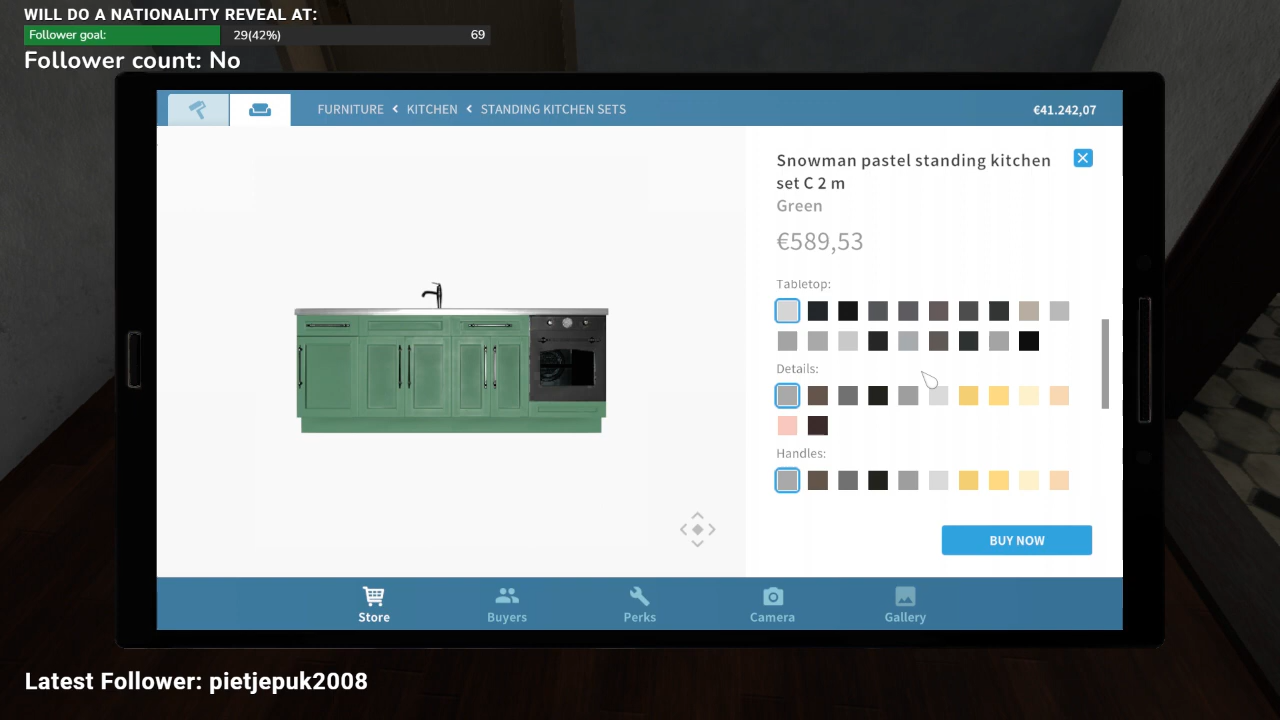 WILL DO A NATIONALITY REVEAL AT:
Follower goal: 29(42%) 69
Follower count: No
FURNITURE < KITCHEN < STANDING KITCHEN SETS €41.242,07
Snowman pastel standing kitchen
set C 2 m
Green
€589,53
Tabletop:
Details:
Handles:
BUY NOW
Store Buyers Perks Camera Gallery
Latest Follower: pietjepuk2008